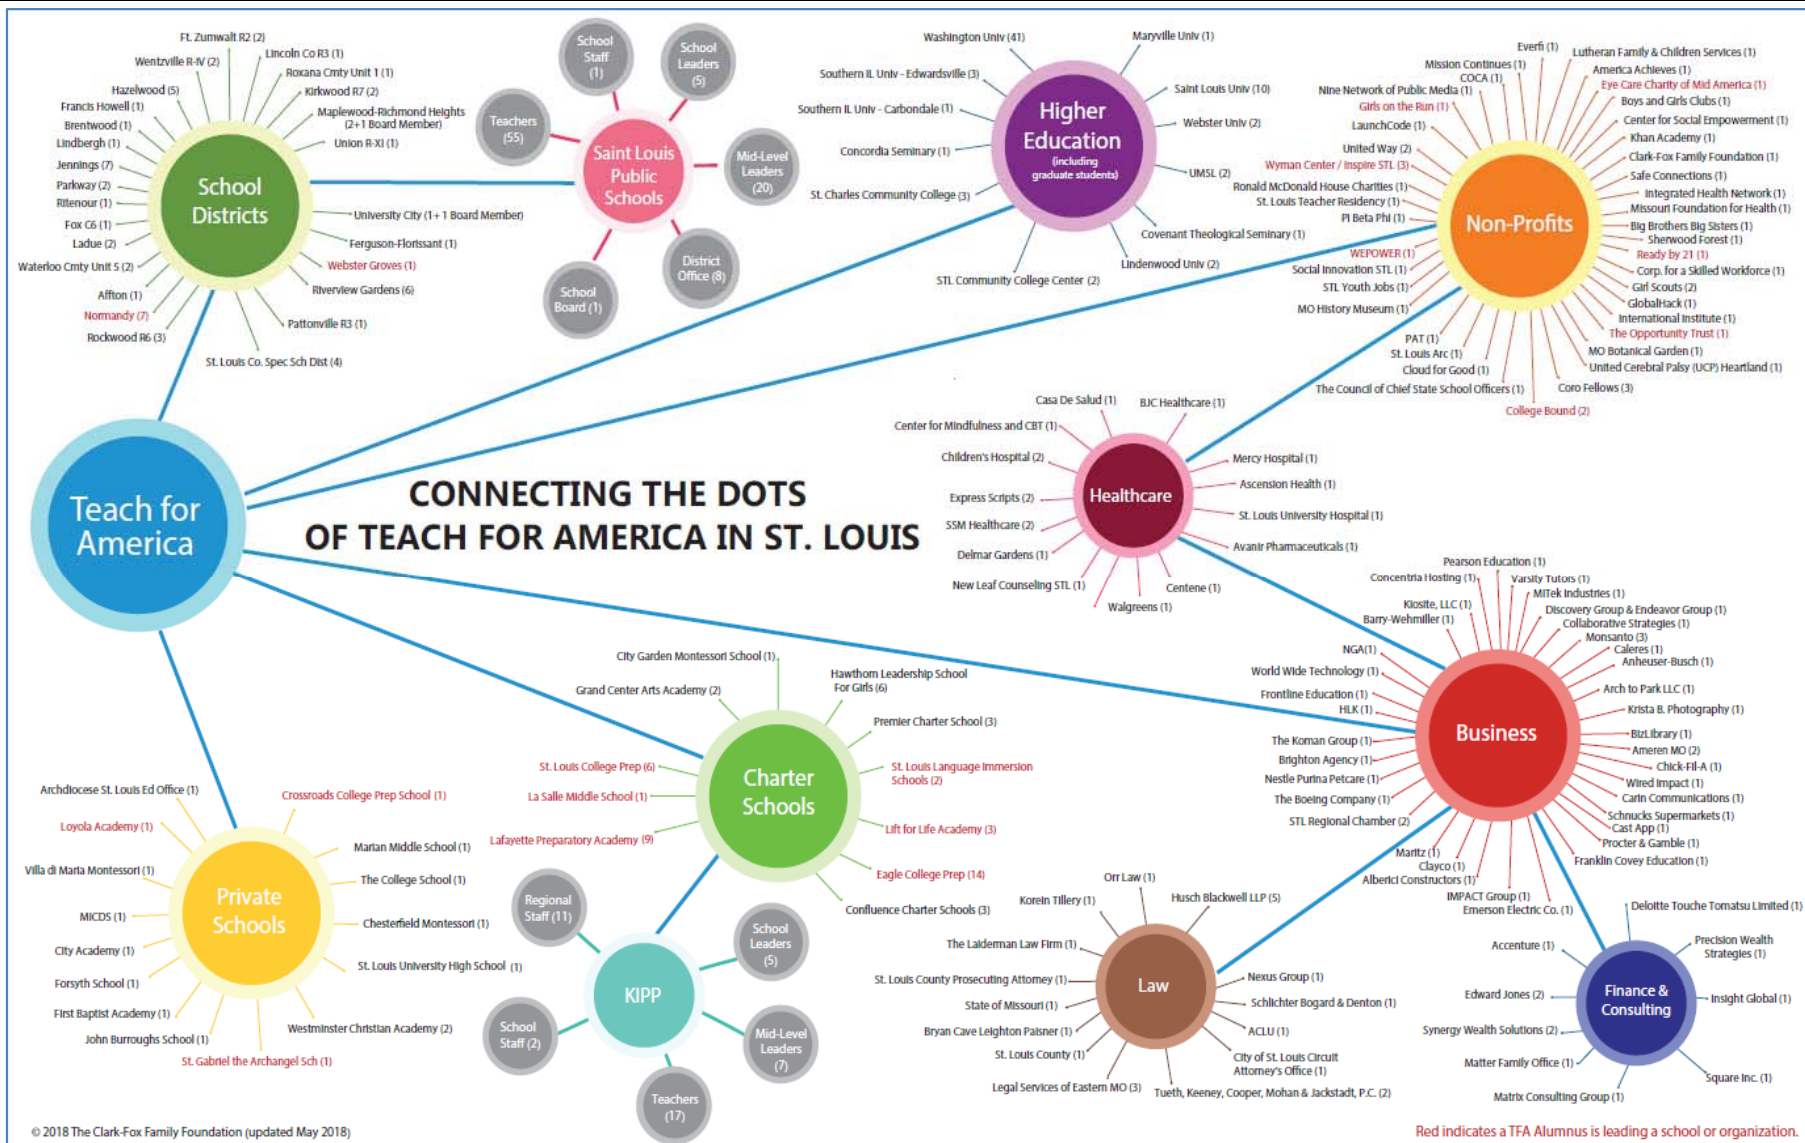 Ft. Zumwalt R2 (2)
Lincoln Co R3 (1)
Wentzville R-IV (2)
Roxana Cmty Unit 1 (1)
Hazelwood (5)
Kirkwood R7 (2)
Francis Howell (1)
Maplewood-Richmond Heights
(2+1 Board Member)
Brentwood (1)
Lindbergh (1)
Union R-XI (1)
Jennings (7)
Parkway (2)
Ritenour (1)
Fox C6 (1)
Ladue (2)
Waterloo Cmty Unit 5 (2)
Affton (1)
Normandy (7)
Rockwood R6 (3)
School
Districts
University City (1+ 1 Board Member)
Ferguson-Florissant (1)
Webster Groves (1)
Riverview Gardens (6)
Pattonville R3 (1)
St. Louis Co. Spec Sch Dist (4)
School
Staff
(1)
School
Leaders
(5)
Teachers
(55)
Saint Louis
Public
Schools
Mid-Level
Leaders
(20)
District
Office (8)
School
Board (1)
Washington Univ (41)
Maryville Univ (1)
Southern IL Univ - Edwardsville (3)
Saint Louis Univ (10)
Southern IL Univ - Carbondale (1)
Webster Univ (2)
Concordia Seminary (1)
UMSL (2)
St. Charles Community College (3)
Covenant Theological Seminary (1)
Lindenwood Univ (2)
STL Community College Center (2)
Higher
Education
(including
graduate students)
Everfi (1)
Lutheran Family & Children Services (1)
Mission Continues (1)
America Achieves (1)
COCA (1)
Eye Care Charity of Mid America (1)
Nine Network of Public Media (1)
Boys and Girls Clubs (1)
Girls on the Run (1)
Center for Social Empowerment (1)
LaunchCode (1)
Khan Academy (1)
United Way (2)
Clark-Fox Family Foundation (1)
Wyman Center / Inspire STL (3)
Safe Connections (1)
Ronald McDonald House Charities (1)
Integrated Health Network (1)
St. Louis Teacher Residency (1)
Missouri Foundation for Health (1)
Pi Beta Phi (1)
Big Brothers Big Sisters (1)
Non-Profits
Sherwood Forest (1)
WEPOWER (1)
Ready by 21 (1)
Social Innovation STL (1)
Corp. for a Skilled Workforce (1)
STL Youth Jobs (1)
Girl Scouts (2)
MO History Museum (1)
GlobalHack (1)
International Institute (1)
The Opportunity Trust (1)
PAT (1)
MO Botanical Garden (1)
St. Louis Arc (1)
United Cerebral Palsy (UCP) Heartland (1)
Cloud for Good (1)
The Council of Chief State School Officers (1)
Coro Fellows (3)
College Bound (2)
Teach for
America
CONNECTING THE DOTS
OF TEACH FOR AMERICA IN ST. LOUIS
Casa De Salud (1)
BJC Healthcare (1)
Center for Mindfulness and CBT (1)
Children's Hospital (2)
Mercy Hospital (1)
Ascension Health (1)
Express Scripts (2)
Healthcare
St. Louis University Hospital (1)
SSM Healthcare (2)
Avanir Pharmaceuticals (1)
Delmar Gardens (1)
New Leaf Counseling STL (1)
Centene (1)
Walgreens (1)
Pearson Education (1)
Concentria Hosting (1)
Varsity Tutors (1)
MiTek Industries (1)
Klosite, LLC (1)
Discovery Group & Endeavor Group (1)
Barry-Wehmiller (1)
Collaborative Strategies (1)
Monsanto (3)
NGA(1)
Caleres (1)
World Wide Technology (1)
Anheuser-Busch (1)
Frontline Education (1)
Arch to Park LLC (1)
HLK (1)
Krista B. Photography (1)
The Koman Group (1)
Business
BizLibrary (1)
Brighton Agency (1)
Ameren MO (2)
Nestle Purina Petcare (1)
Chick-Fil-A (1)
The Boeing Company (1)
Wired Impact (1)
STL Regional Chamber (2)
Carin Communications (1)
Schnucks Supermarkets (1)
Cast App (1)
Procter & Gamble (1)
Franklin Covey Education (1)
Maritz (1)
Clayco (1)
Alberici Constructors (1)
IMPACT Group (1)
Emerson Electric Co. (1)
City Garden Montessori School (1)
Grand Center Arts Academy (2)
Hawthorn Leadership School
For Girls (6)
Premier Charter School (3)
St. Louis College Prep (6)
St. Louis Language Immersion
Schools (2)
La Salle Middle School (1)
Charter
Schools
Lafayette Preparatory Academy (9)
Lift for Life Academy (3)
Eagle College Prep (14)
Confluence Charter Schools (3)
Archdiocese St. Louis Ed Office (1)
Crossroads College Prep School (1)
Loyola Academy (1)
Marian Middle School (1)
Villa di Maria Montessori (1)
The College School (1)
Private
Schools
MICDS (1)
Chesterfield Montessori (1)
City Academy (1)
St. Louis University High School (1)
Forsyth School (1)
First Baptist Academy (1)
Westminster Christian Academy (2)
John Burroughs School (1)
St. Gabriel the Archangel Sch (1)
Regional
Staff (11)
School
Leaders
(5)
KIPP
School
Staff (2)
Mid-Level
Leaders
(7)
Teachers
(17)
Orr Law (1)
Korein Tillery (1)
Husch Blackwell LLP (5)
The Laiderman Law Firm (1)
St. Louis County Prosecuting Attorney (1)
Nexus Group (1)
Law
State of Missouri (1)
Schlichter Bogard & Denton (1)
Bryan Cave Leighton Paisner (1)
ACLU (1)
St. Louis County (1)
City of St. Louis Circuit
Attorney's Office (1)
Legal Services of Eastern MO (3)
Tueth, Keeney, Cooper, Mohan & Jackstadt, P.C. (2)
Deloitte Touche Tomatsu Limited (1)
Accenture (1)
Precision Wealth
Strategies (1)
Edward Jones (2)
Finance &
Consulting
Insight Global (1)
Synergy Wealth Solutions (2)
Matter Family Office (1)
Square Inc. (1)
Matrix Consulting Group (1)
© 2018 The Clark-Fox Family Foundation (updated May 2018)
Red indicates a TFA Alumnus is leading a school or organization.